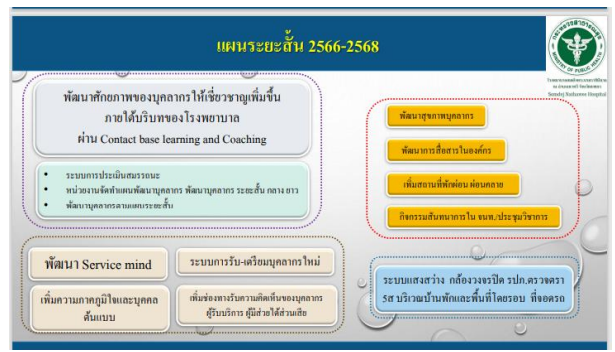 แผนระยะสั้น 2566-2568
พัฒนาศักยภาพของบุคลากรให้เชี่ยวชาญเพิ่มขึ้น
ภายใต้บริบทของโรงพยาบาล
ผ่าน Contact base learning and Coaching
• ระบบการประเมินสมรรถนะ
• หน่วยงานจัดทำแผนพัฒนาบุคลากร พัฒนาบุคลากร ระยะสั้น กลาง ยาว
• พัฒนาบุคลากรตามแผนระยะสั้น
พัฒนา Service mind
ระบบการรับ-เตรียมบุคลากรใหม่
เพิ่มความภาคภูมิใจและบุคคล
ต้นแบบ
เพิ่มช่องทางรับความคิดเห็นของบุคลากร
ผู้รับบริการ ผู้มีส่วนได้ส่วนเสีย
กระทรวงสาธารณสุข
MINISTRY OF PUBLIC HEALTH
พัฒนาสุขภาพบุคลากร
พัฒนาการสื่อสารในองค์กร
เพิ่มสถานที่พักผ่อน ผ่อนคลาย
กิจกรรมสันทนาการใน จนท./ประชุมวิชาการ
ระบบแสงสว่าง กล้องวงจรปิด รปภ.ตรวจตรา
5ส บริเวณบ้านพักและพื้นที่โดยรอบ ที่จอดรถ